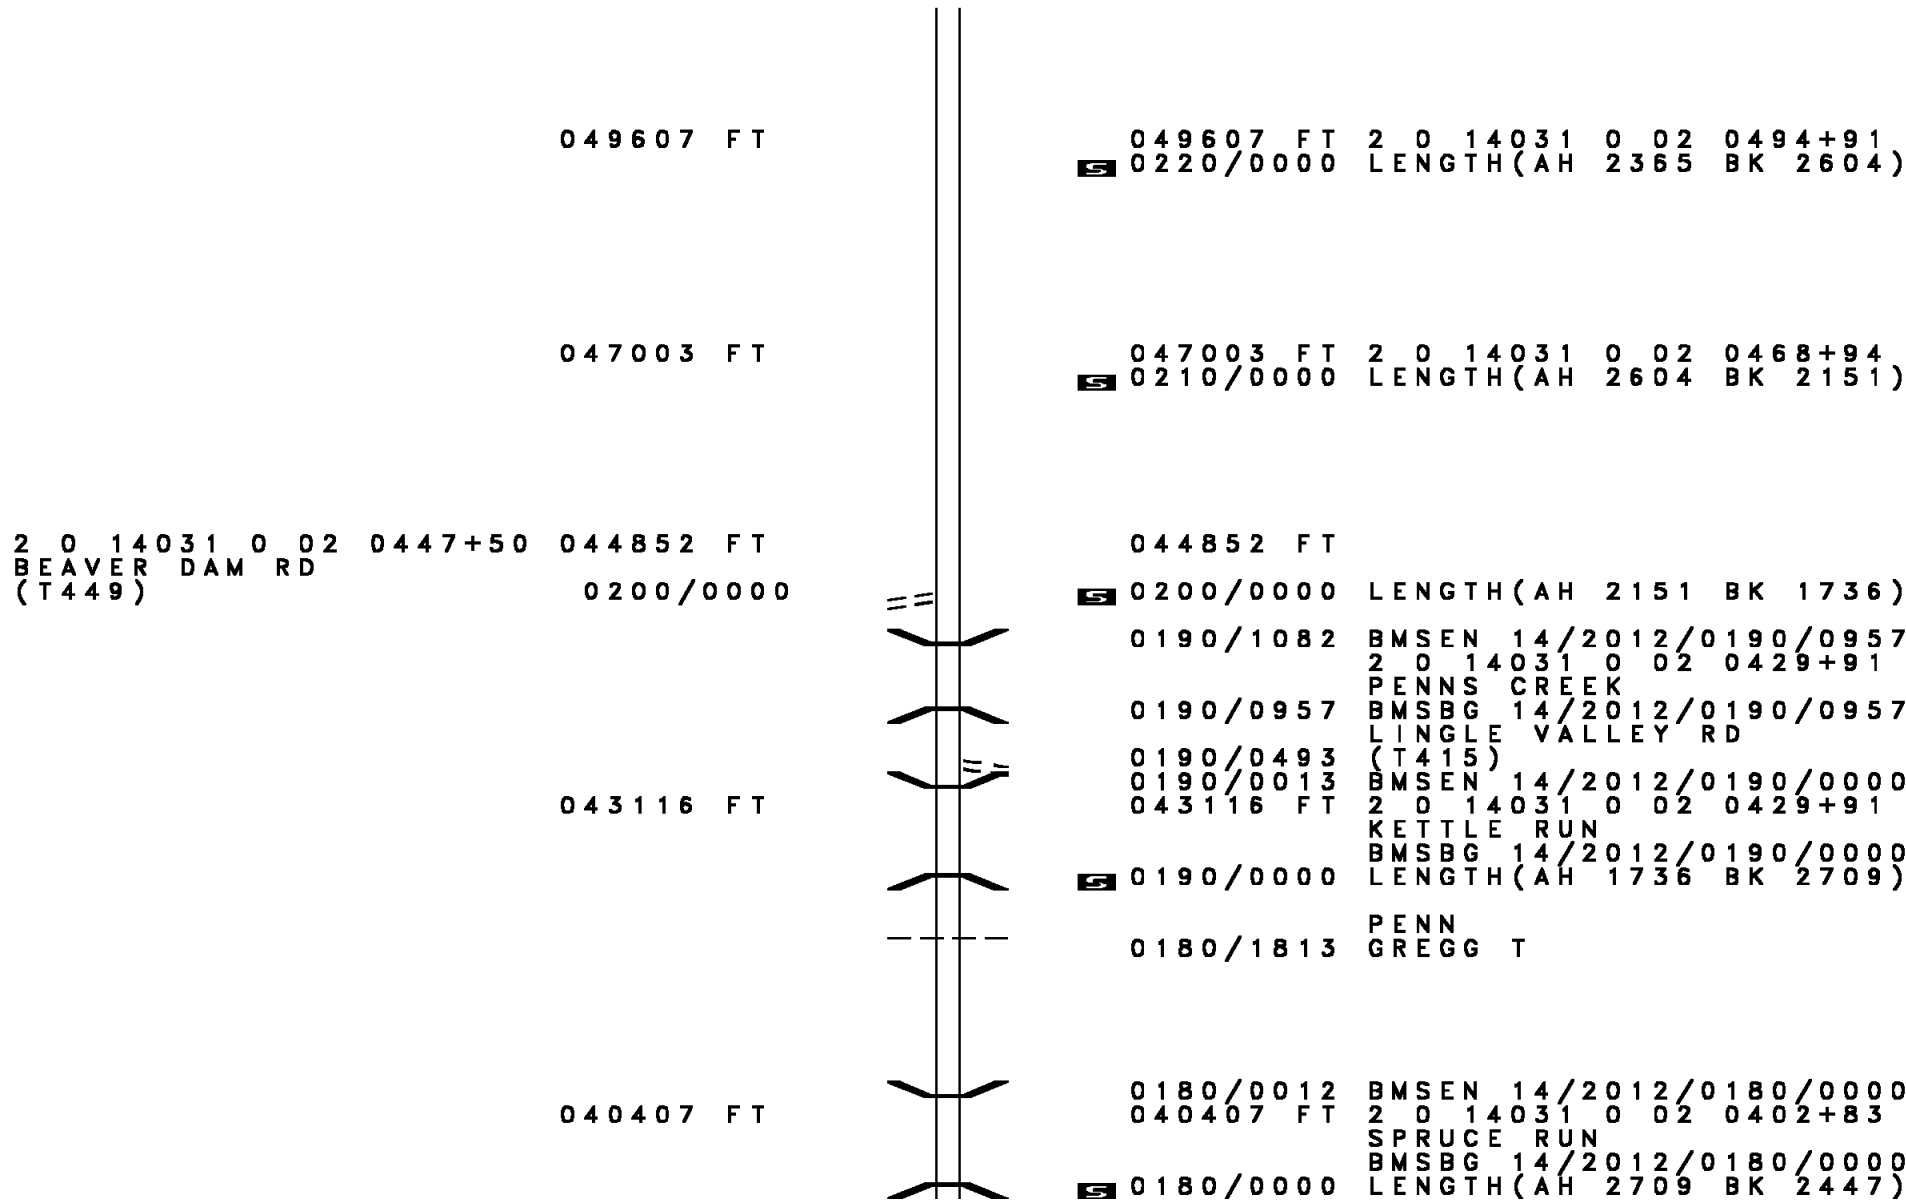 049607 FT 049607 FT 2 0 14031 0 02 0494+91
S 0220/0000 LENGTH(AH 2365 BK 2604)
047003 FT 047003 FT 2 0 14031 0 02 0468+94
S 0210/0000 LENGTH(AH 2604 BK 2151)
2 0 14031 0 02 0447+50 044852 FT 044852 FT
BEAVER DAM RD
(T449) 0200/0000 S 0200/0000 LENGTH(AH 2151 BK 1736)
0190/1082 BMSEN 14/2012/0190/0957
2 0 14031 0 02 0429+91
PENNS CREEK
0190/0957 BMSBG 14/2012/0190/0957
LINGLE VALLEY RD
0190/0493 (T415)
0190/0013 BMSEN 14/2012/0190/0000
043116 FT 043116 FT 2 0 14031 0 02 0429+91
KETTLE RUN
BMSBG 14/2012/0190/0000
S 0190/0000 LENGTH(AH 1736 BK 2709)
PENN
0180/1813 GREGG T
0180/0012 BMSEN 14/2012/0180/0000
040407 FT 040407 FT 2 0 14031 0 02 0402+83
SPRUCE RUN
BMSBG 14/2012/0180/0000
S 0180/0000 LENGTH(AH 2709 BK 2447)